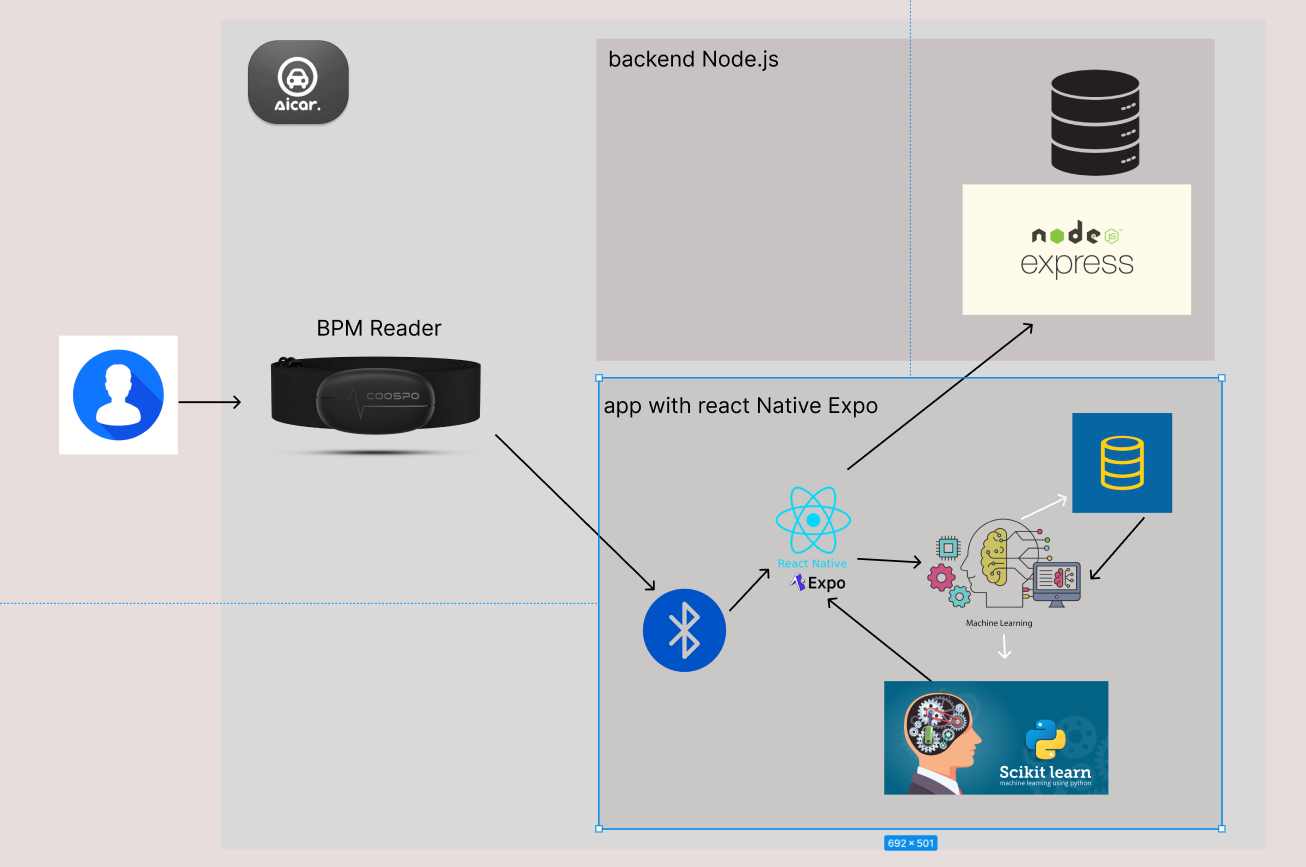 aicar.
backend Node.js
node JS
express
BPM Reader
COOSPO
app with react Native Expo
React Native
Expo
Machine Learning
Scikit learn
machine learning using python
692 × 501